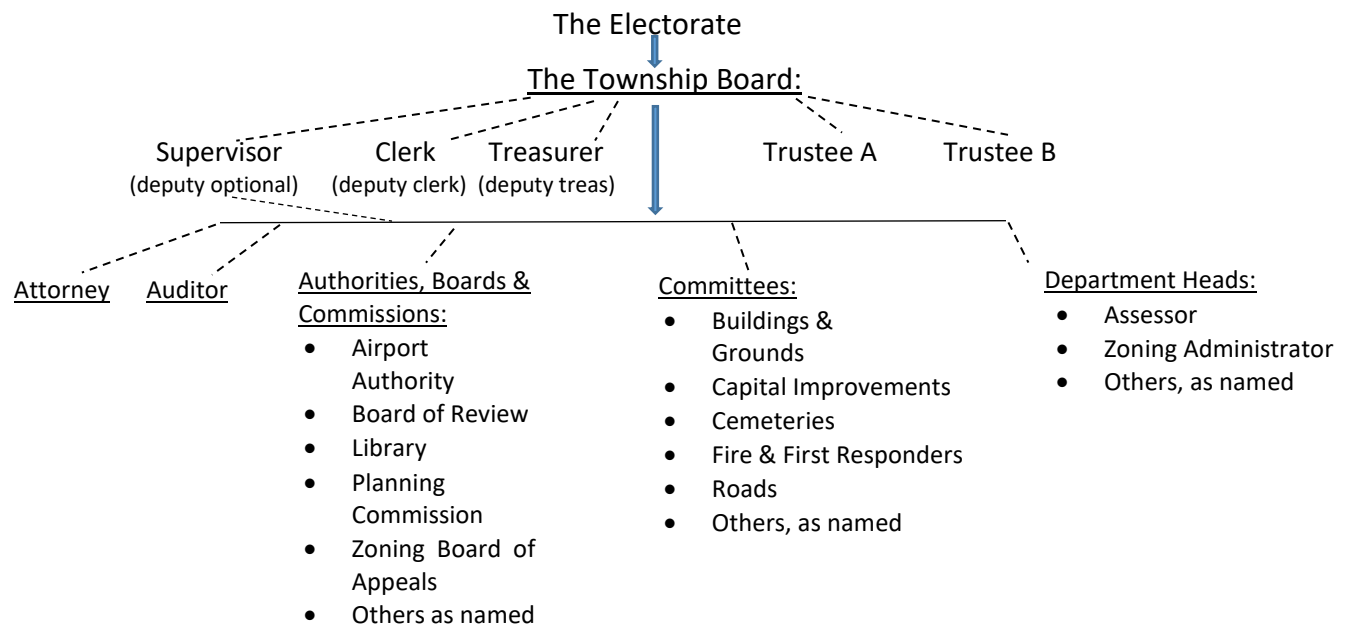 The Electorate
The Township Board:
Supervisor
(deputy optional)
Clerk
(deputy clerk)
Treasurer
(deputy treas)
Trustee A
Trustee B
Attorney
Auditor
Authorities, Boards &
Commissions:
• Airport
Authority
• Board of Review
• Library
• Planning
Commission
• Zoning Board of
Appeals
• Others as named
Committees:
• Buildings &
Grounds
• Capital Improvements
• Cemeteries
• Fire & First Responders
• Roads
• Others, as named
Department Heads:
• Assessor
• Zoning Administrator
• Others, as named